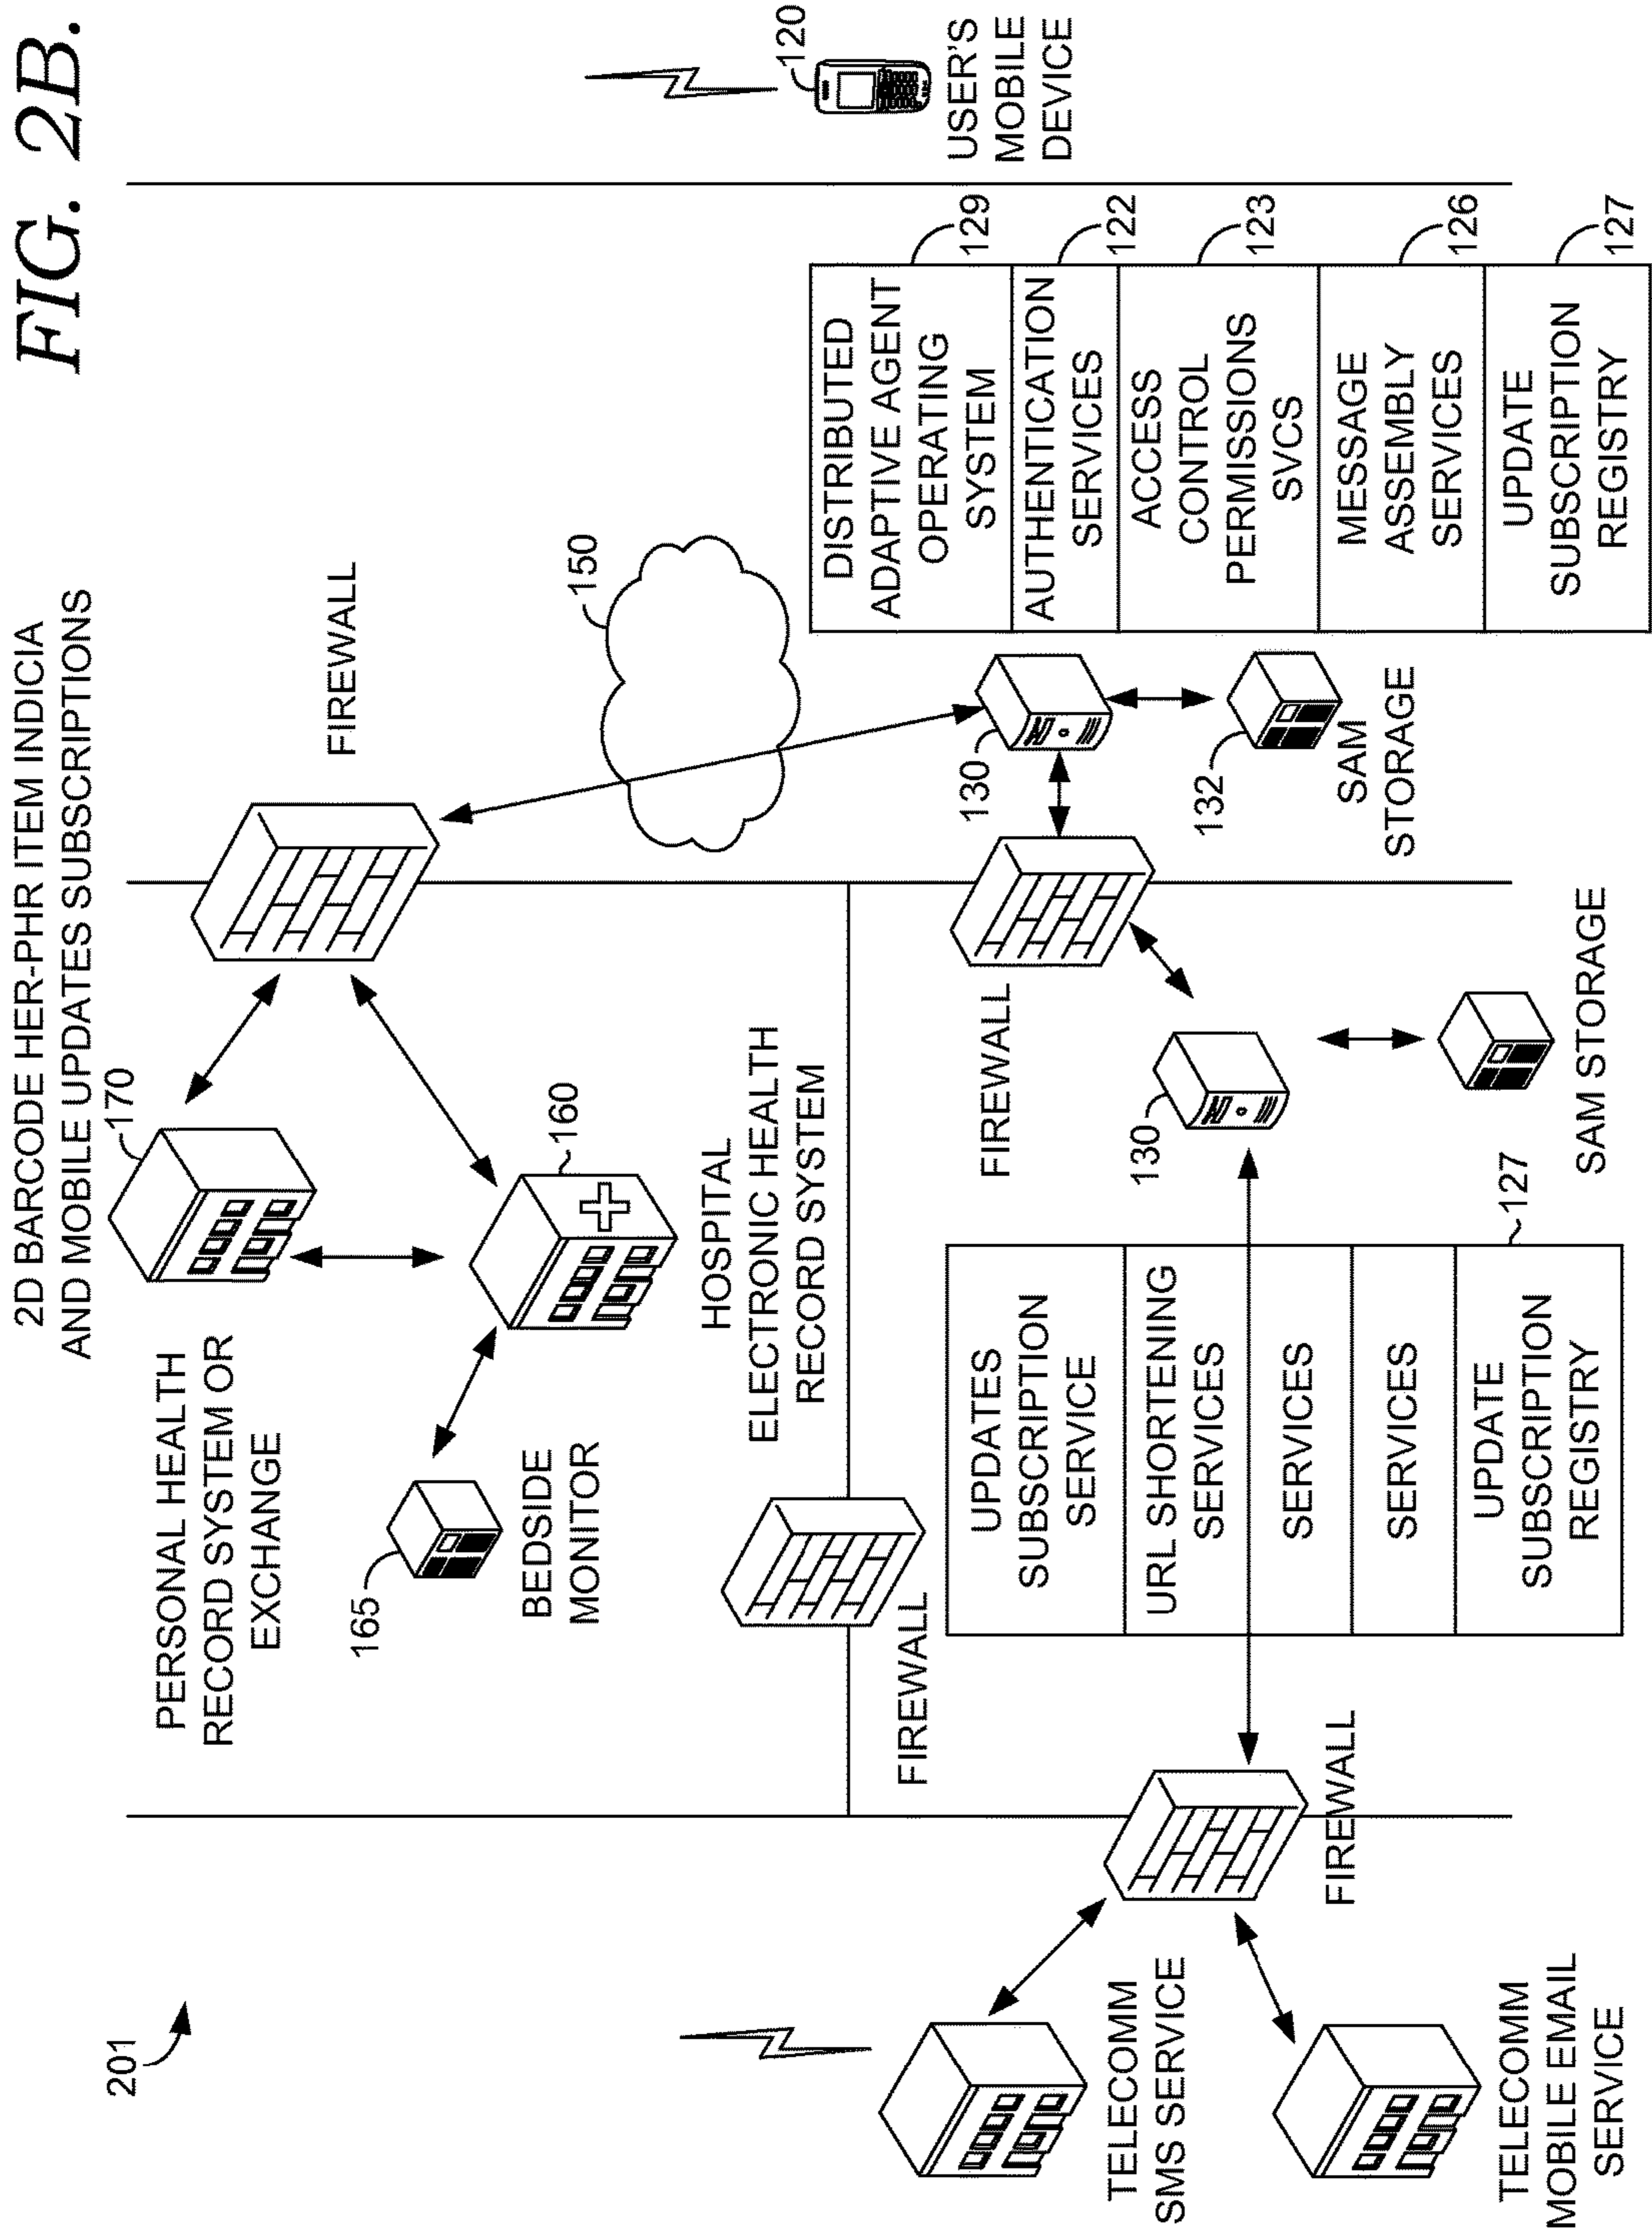 2D BARCODE HER-PHR ITEM INDICIA
AND MOBILE UPDATES SUBSCRIPTIONS
FIG. 2B.
201
170
PERSONAL HEALTH
RECORD SYSTEM OR
EXCHANGE
FIREWALL
165
BEDSIDE
MONITOR
160
HOSPITAL
ELECTRONIC HEALTH
RECORD SYSTEM
150
120
USER'S
MOBILE
DEVICE
FIREWALL
TELECOMM
SMS SERVICE
TELECOMM
MOBILE EMAIL
SERVICE
FIREWALL
UPDATES
SUBSCRIPTION
SERVICE
URL SHORTENING
SERVICES
SERVICES
SERVICES
UPDATE
SUBSCRIPTION
REGISTRY
127
130
SAM STORAGE
FIREWALL
130
132
SAM
STORAGE
DISTRIBUTED
ADAPTIVE AGENT
OPERATING
SYSTEM
129
AUTHENTICATION
SERVICES
122
ACCESS
CONTROL
PERMISSIONS
SVCS
123
MESSAGE
ASSEMBLY
SERVICES
126
UPDATE
SUBSCRIPTION
REGISTRY
127